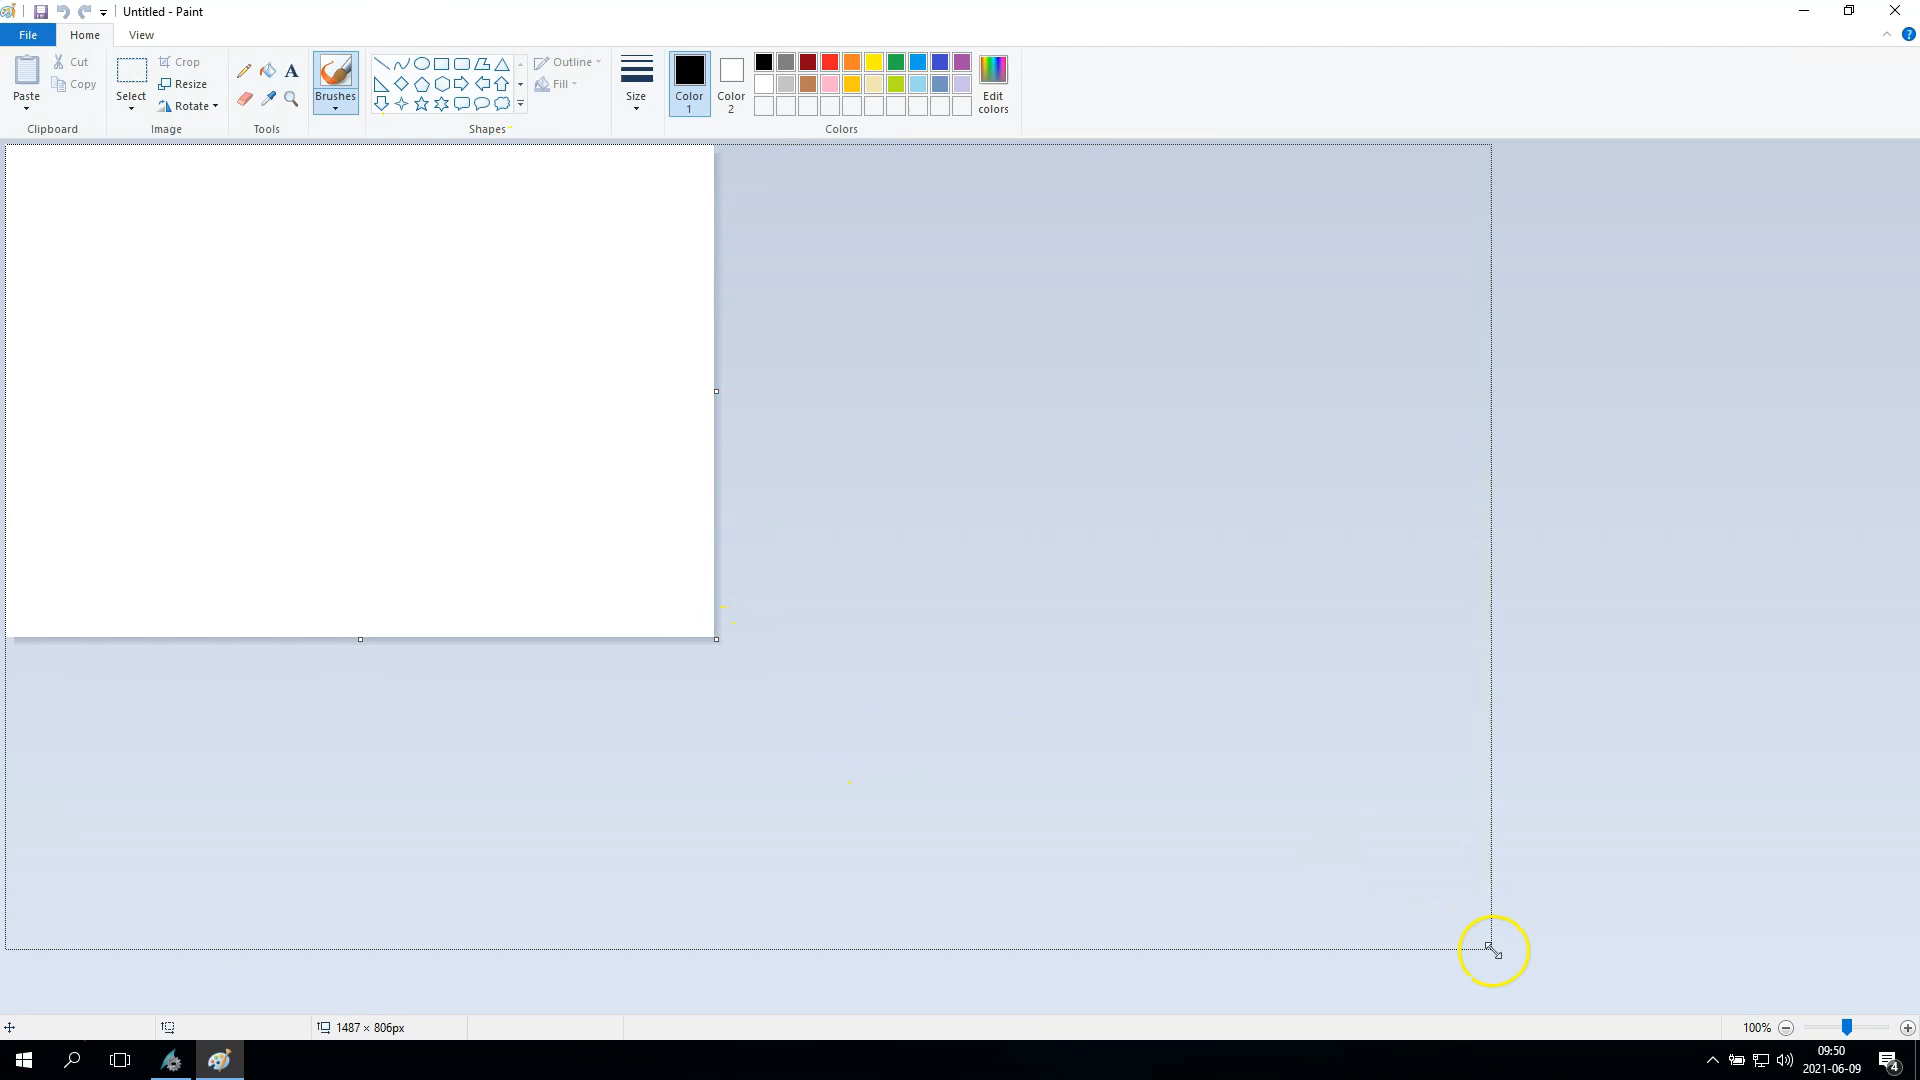 Untitled - Paint
File Home View
Paste
Cut
Copy
Clipboard
Select
Crop
Resize
Rotate
Image
A
Tools
Brushes
Outline
Fill
Shapes
Size
Color 1
Color 2
Edit colors
Colors
1487 × 806px
100%
09:50
2021-06-09
4